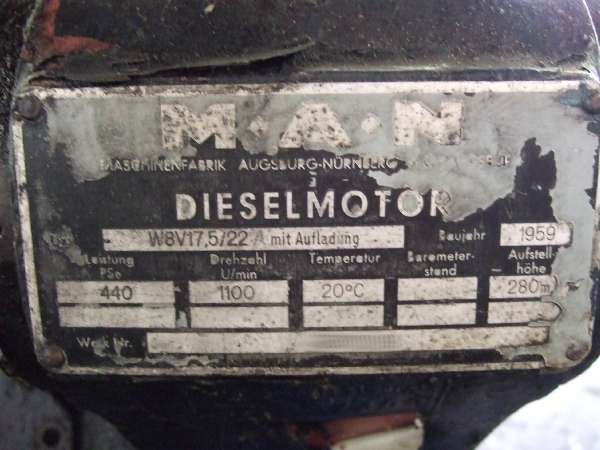 M·A·N
MASCHINENFABRIK AUGSBURG-NÜRNBERG
DIESELMOTOR
W8V17,5/22 A mit Aufladung Baujahr 1959
Leistung PSe Drehzahl U/min Temperatur Barometer-stand Aufstell-höhe
440 1100 20°C 280m
Werk Nr.